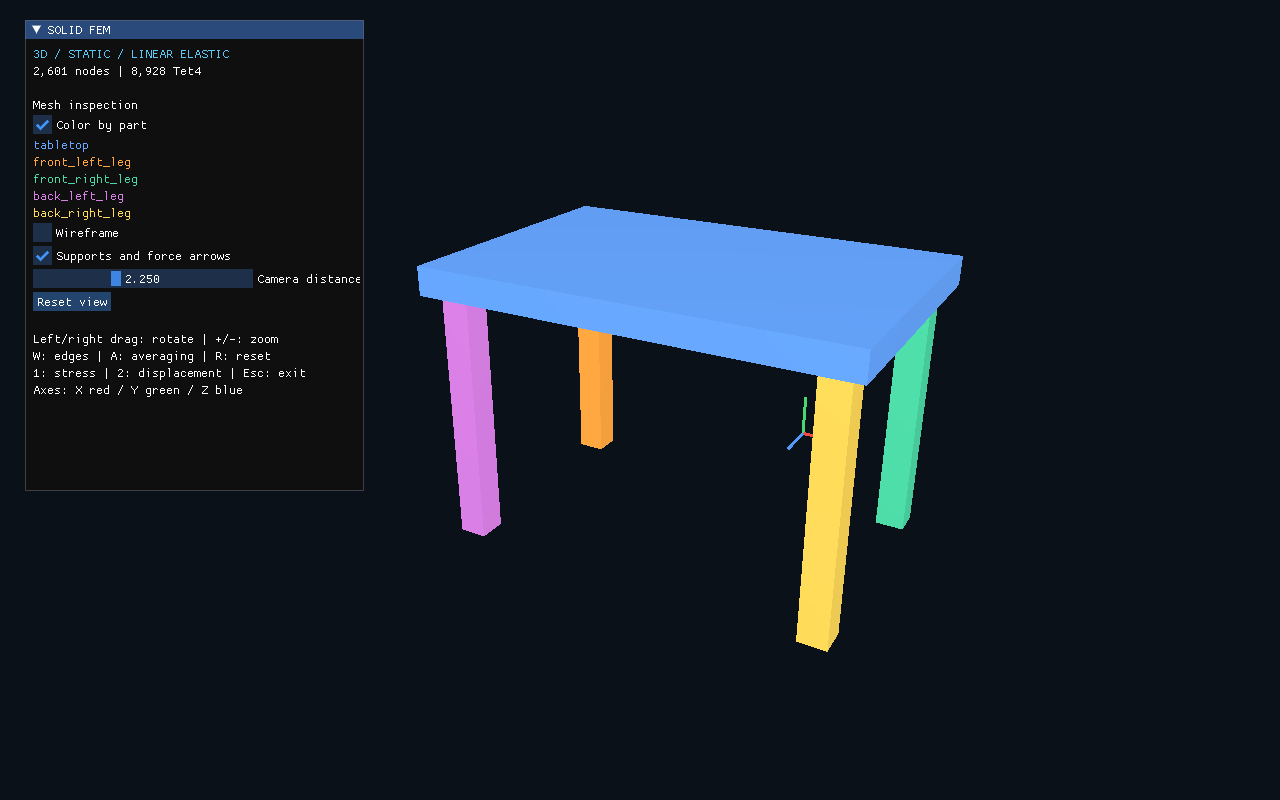 SOLID FEM
3D / STATIC / LINEAR ELASTIC
2,601 nodes | 8,928 Tet4
Mesh inspection
Color by part
tabletop
front_left_leg
front_right_leg
back_left_leg
back_right_leg
Wireframe
Supports and force arrows
2.250 Camera distance
Reset view
Left/right drag: rotate | +/-: zoom
W: edges | A: averaging | R: reset
1: stress | 2: displacement | Esc: exit
Axes: X red / Y green / Z blue